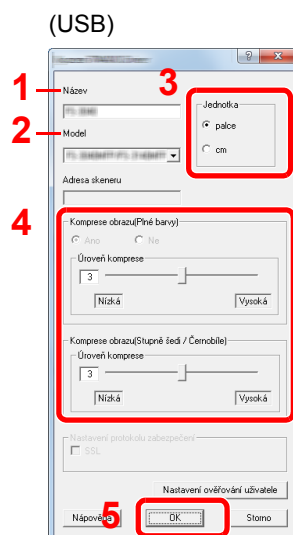 (USB)
1
Název
2
Model
Adresa skeneru
3
Jednotka
palce
cm
4
Komprese obrazu(Plné barvy)
Ano Ne
Úroveň komprese
3
Nízká Vysoká
Komprese obrazu(Stupně šedi / Černobíle)
Úroveň komprese
3
Nízká Vysoká
Nastavení protokolu zabezpečení
SSL
Nastavení ověřování uživatele
5
Nápověda OK Storno